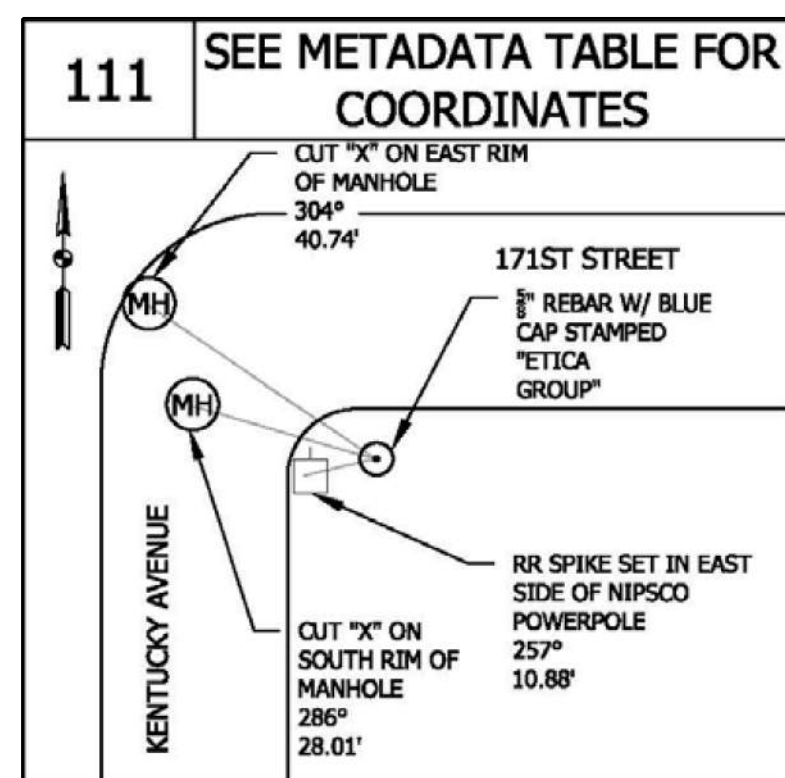 111
SEE METADATA TABLE FOR
COORDINATES
CUT "X" ON EAST RIM
OF MANHOLE
304°
40.74'
171ST STREET
5/8" REBAR W/ BLUE
CAP STAMPED
"ETICA
GROUP"
MH
MH
KENTUCKY AVENUE
RR SPIKE SET IN EAST
SIDE OF NIPSCO
POWERPOLE
257°
10.88'
CUT "X" ON
SOUTH RIM OF
MANHOLE
286°
28.01'